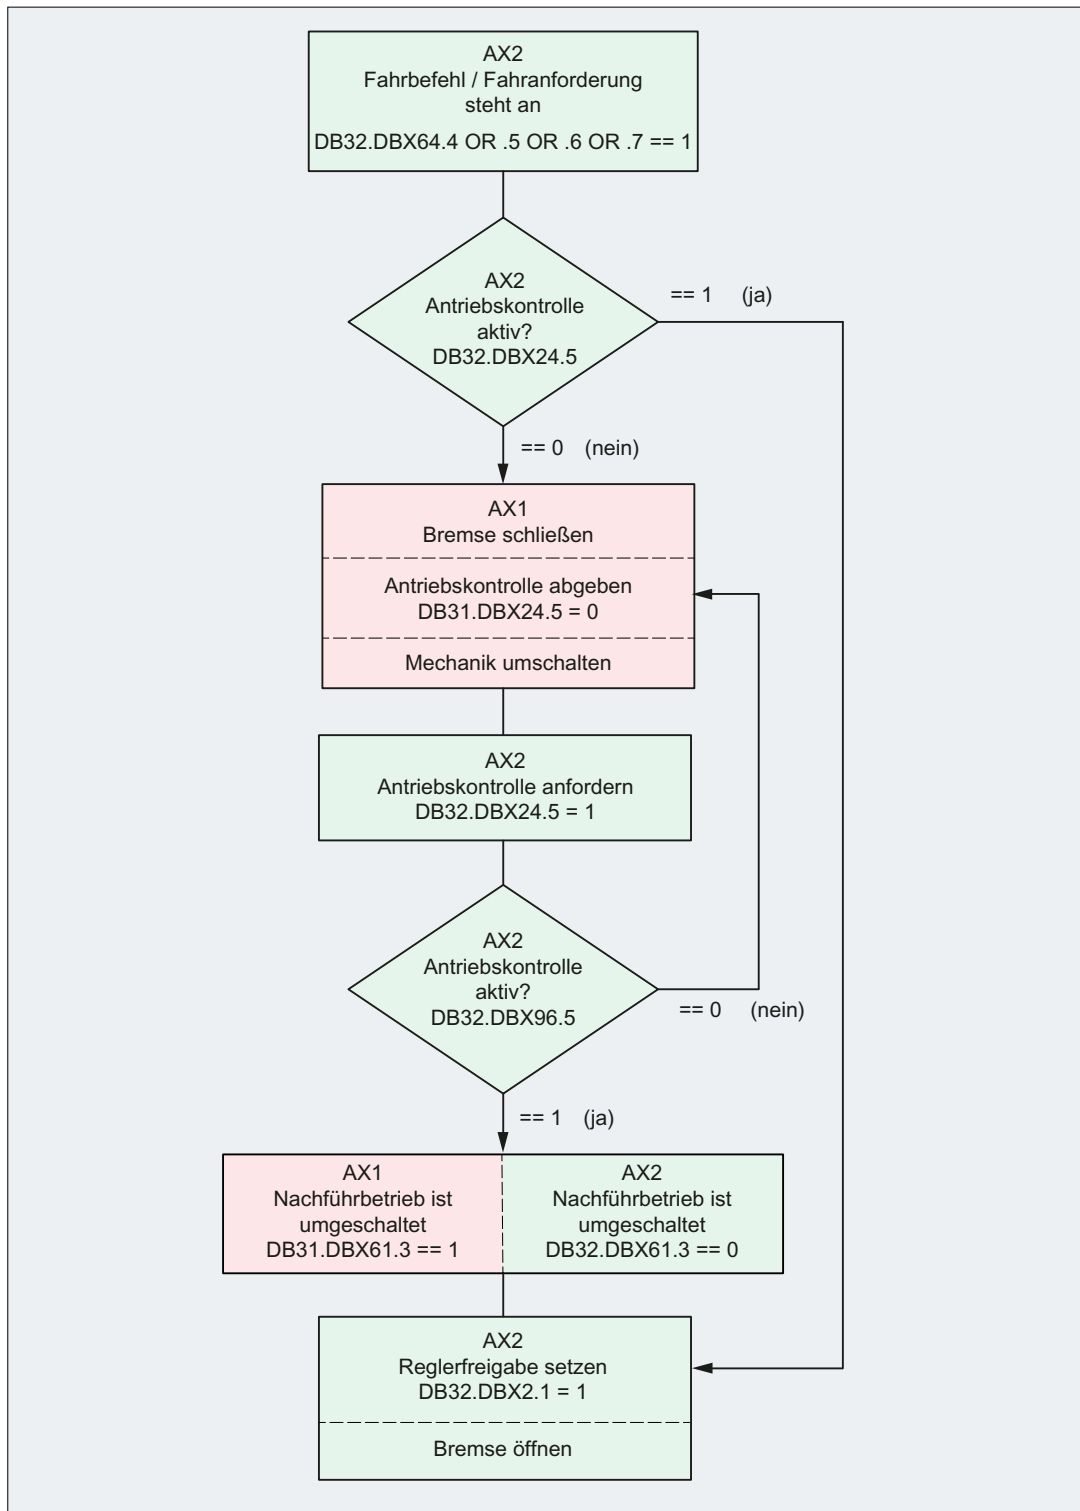 AX2
Fahrbefehl / Fahranforderung
steht an
DB32.DBX64.4 OR .5 OR .6 OR .7 == 1
AX2
Antriebskontrolle
aktiv?
DB32.DBX24.5
== 1 (ja)
== 0 (nein)
AX1
Bremse schließen
Antriebskontrolle abgeben
DB31.DBX24.5 = 0
Mechanik umschalten
AX2
Antriebskontrolle anfordern
DB32.DBX24.5 = 1
AX2
Antriebskontrolle
aktiv?
DB32.DBX96.5
== 0 (nein)
== 1 (ja)
AX1
Nachführbetrieb ist
umgeschaltet
DB31.DBX61.3 == 1
AX2
Nachführbetrieb ist
umgeschaltet
DB32.DBX61.3 == 0
AX2
Reglerfreigabe setzen
DB32.DBX2.1 = 1
Bremse öffnen